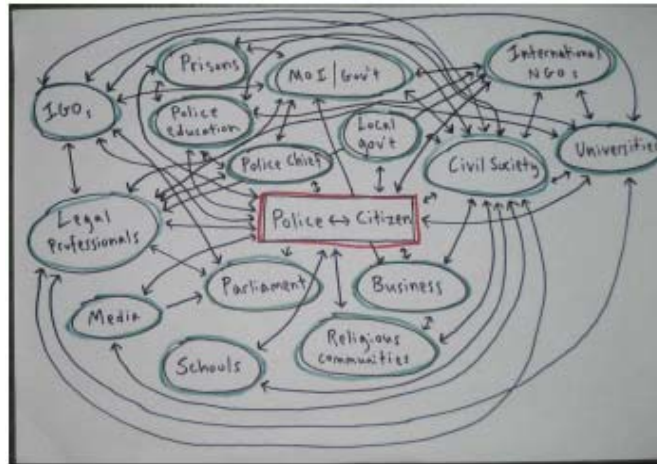 Prisons
MOI/Gov't
International
NGOs
IGOs
Police
education
Local
gov't
Police Chief
Civil Society
Universities
Legal
Professionals
Police ↔ Citizen
Parliament
Business
Media
Religious
communities
Schools